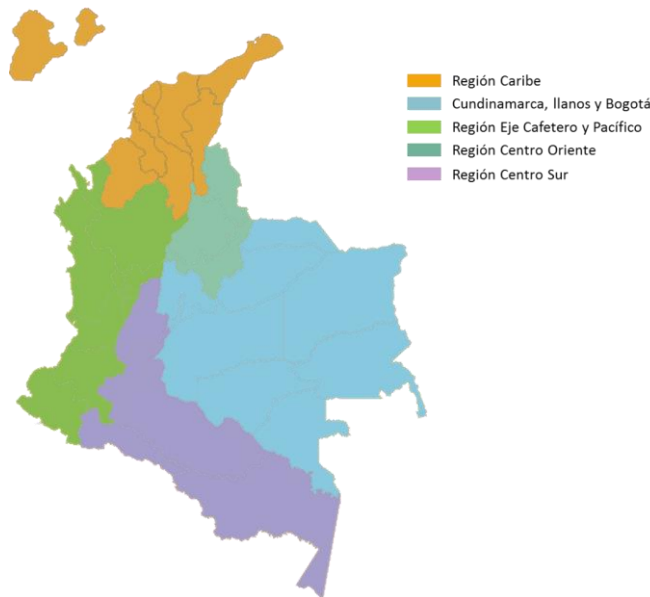 Región Caribe
Cundinamarca, llanos y Bogotá
Región Eje Cafetero y Pacífico
Región Centro Oriente
Región Centro Sur